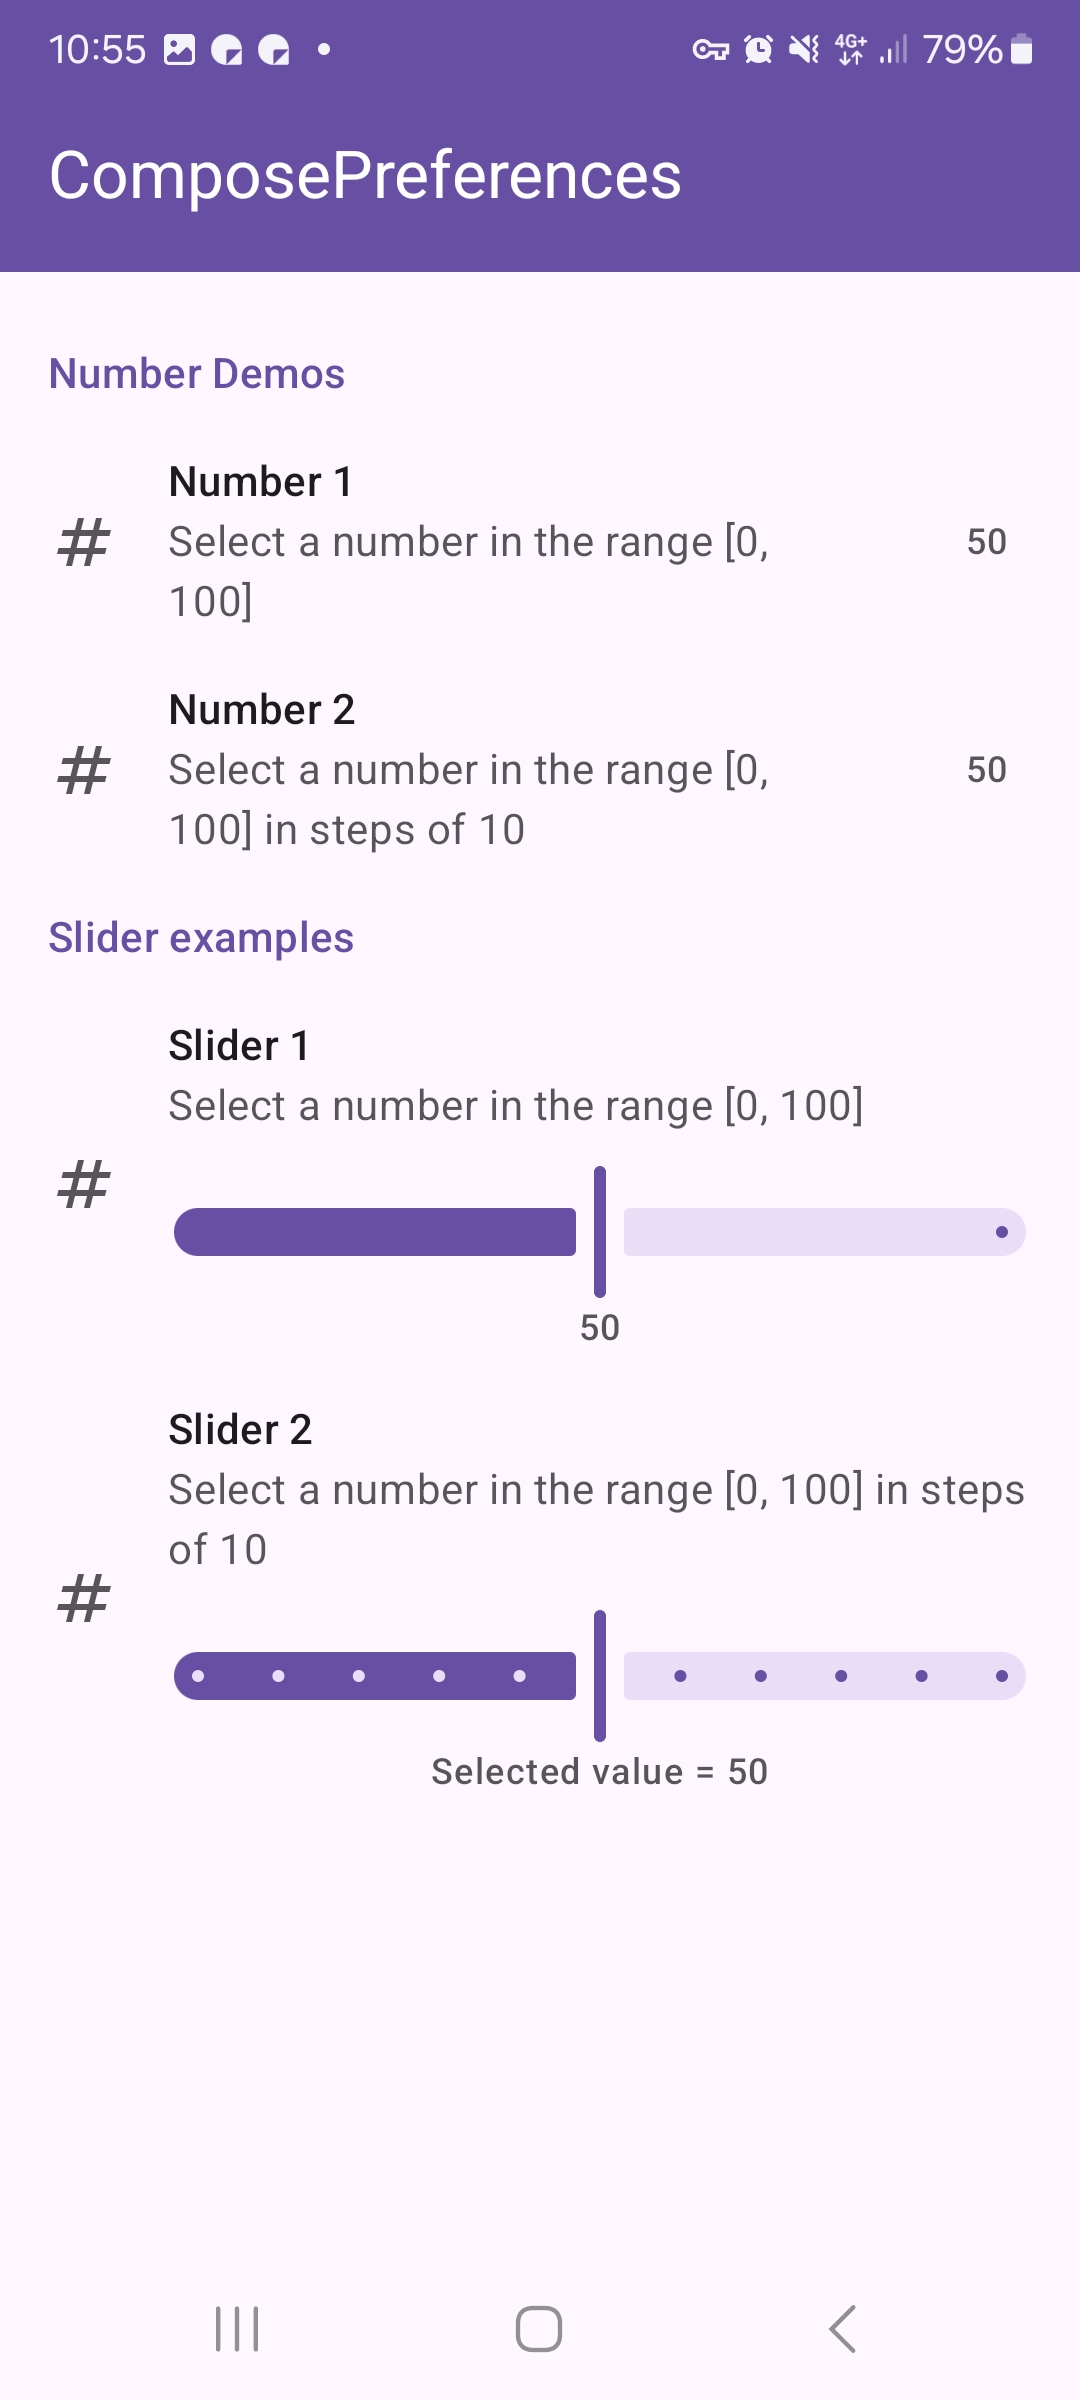 10:55 4G+ 79%
ComposePreferences
Number Demos
Number 1
Select a number in the range [0,
100]
50
Number 2
Select a number in the range [0,
100] in steps of 10
50
Slider examples
Slider 1
Select a number in the range [0, 100]
50
Slider 2
Select a number in the range [0, 100] in steps
of 10
Selected value = 50